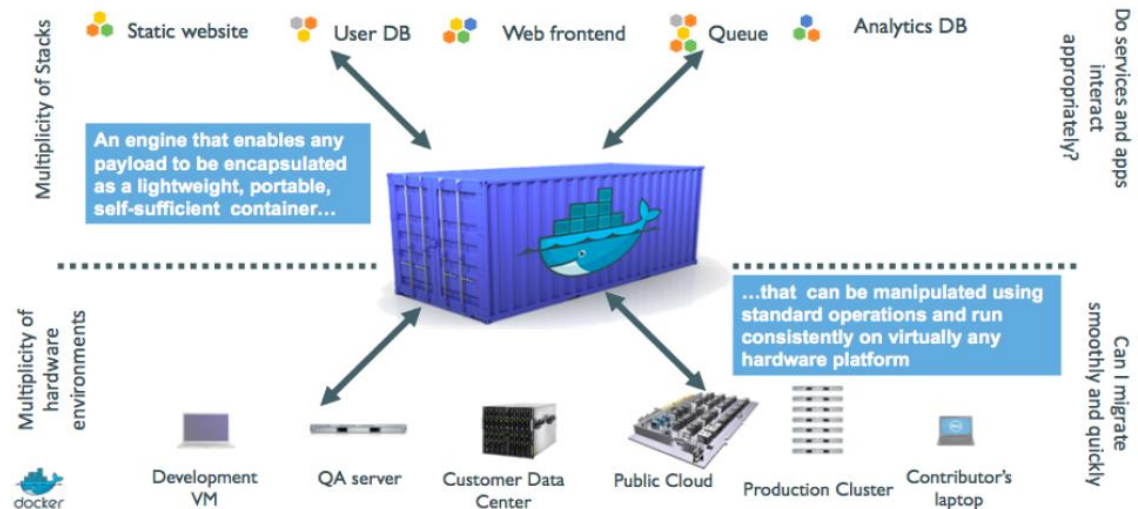 Static website
User DB
Web frontend
Queue
Analytics DB
Multiplicity of Stacks
Do services and apps
interact
appropriately?
An engine that enables any
payload to be encapsulated
as a lightweight, portable,
self-sufficient container…
…that can be manipulated using
standard operations and run
consistently on virtually any
hardware platform
Multiplicity of
hardware
environments
Can I migrate
smoothly and quickly
Development
VM
QA server
Customer Data
Center
Public Cloud
Production Cluster
Contributor's
laptop
docker